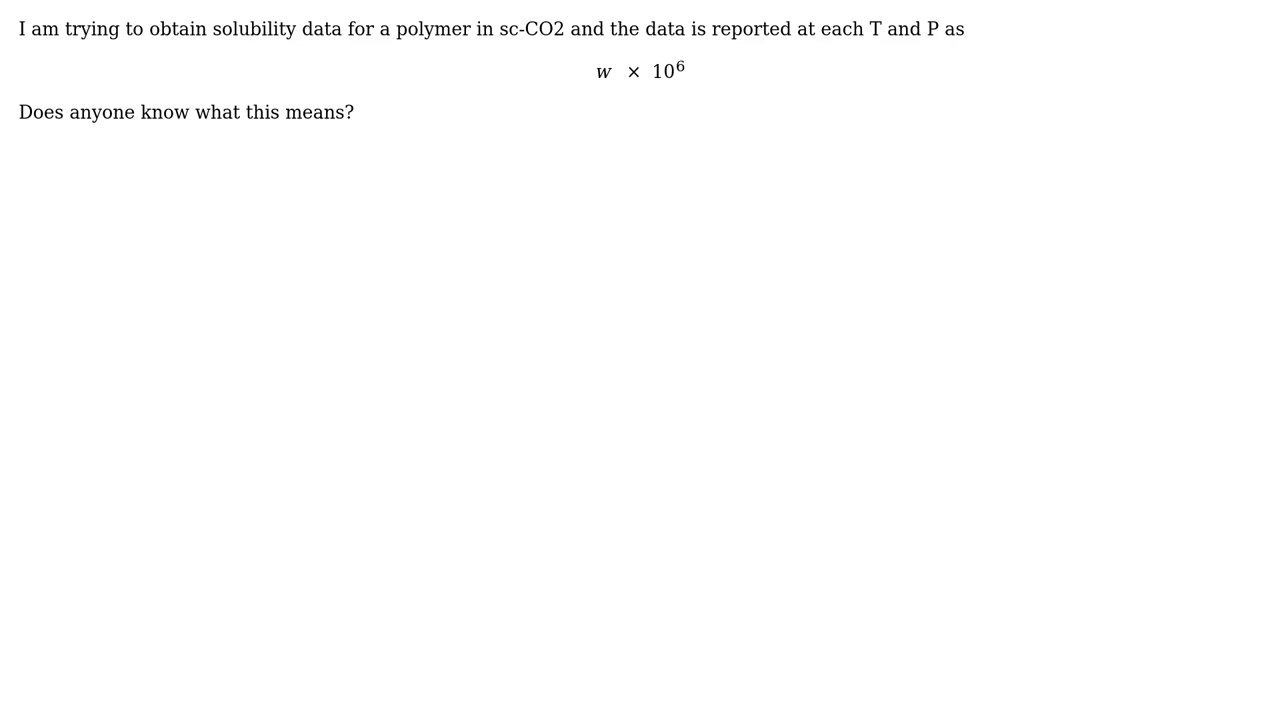 I am trying to obtain solubility data for a polymer in sc-CO2 and the data is reported at each T and P as
w × 10⁶
Does anyone know what this means?